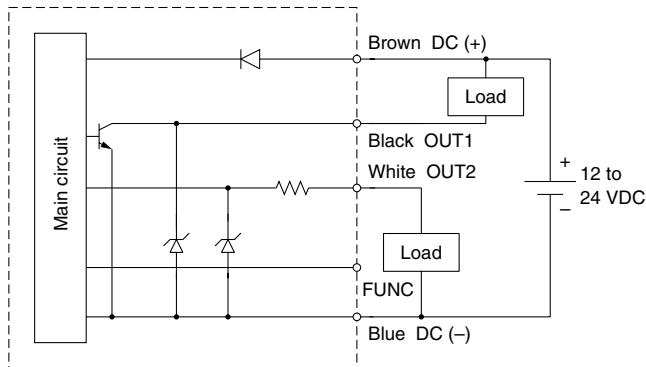 Brown DC (+)
Load
Black OUT1
White OUT2
Main circuit
+
12 to
24 VDC
–
Load
FUNC
Blue DC (–)